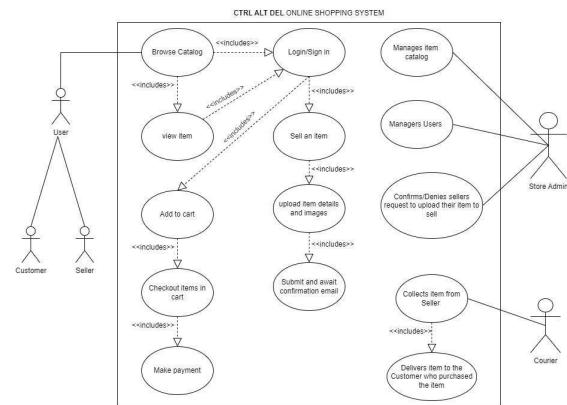 CTRL ALT DEL ONLINE SHOPPING SYSTEM
Browse Catalog
<<includes>>
Login/Sign in
Manages item
catalog
<<includes>>
<<includes>>
<<includes>>
User
view item
<<includes>>
Sell an item
Managers Users
<<includes>>
Store Admin
Add to cart
upload item details
and images
Confirms/Denies sellers
request to upload their item to
sell
Customer
Seller
<<includes>>
<<includes>>
Checkout items in
cart
Submit and await
confirmation email
Collects item from
Seller
<<includes>>
<<includes>>
Courier
Make payment
Delivers item to the
Customer who purchased
the item